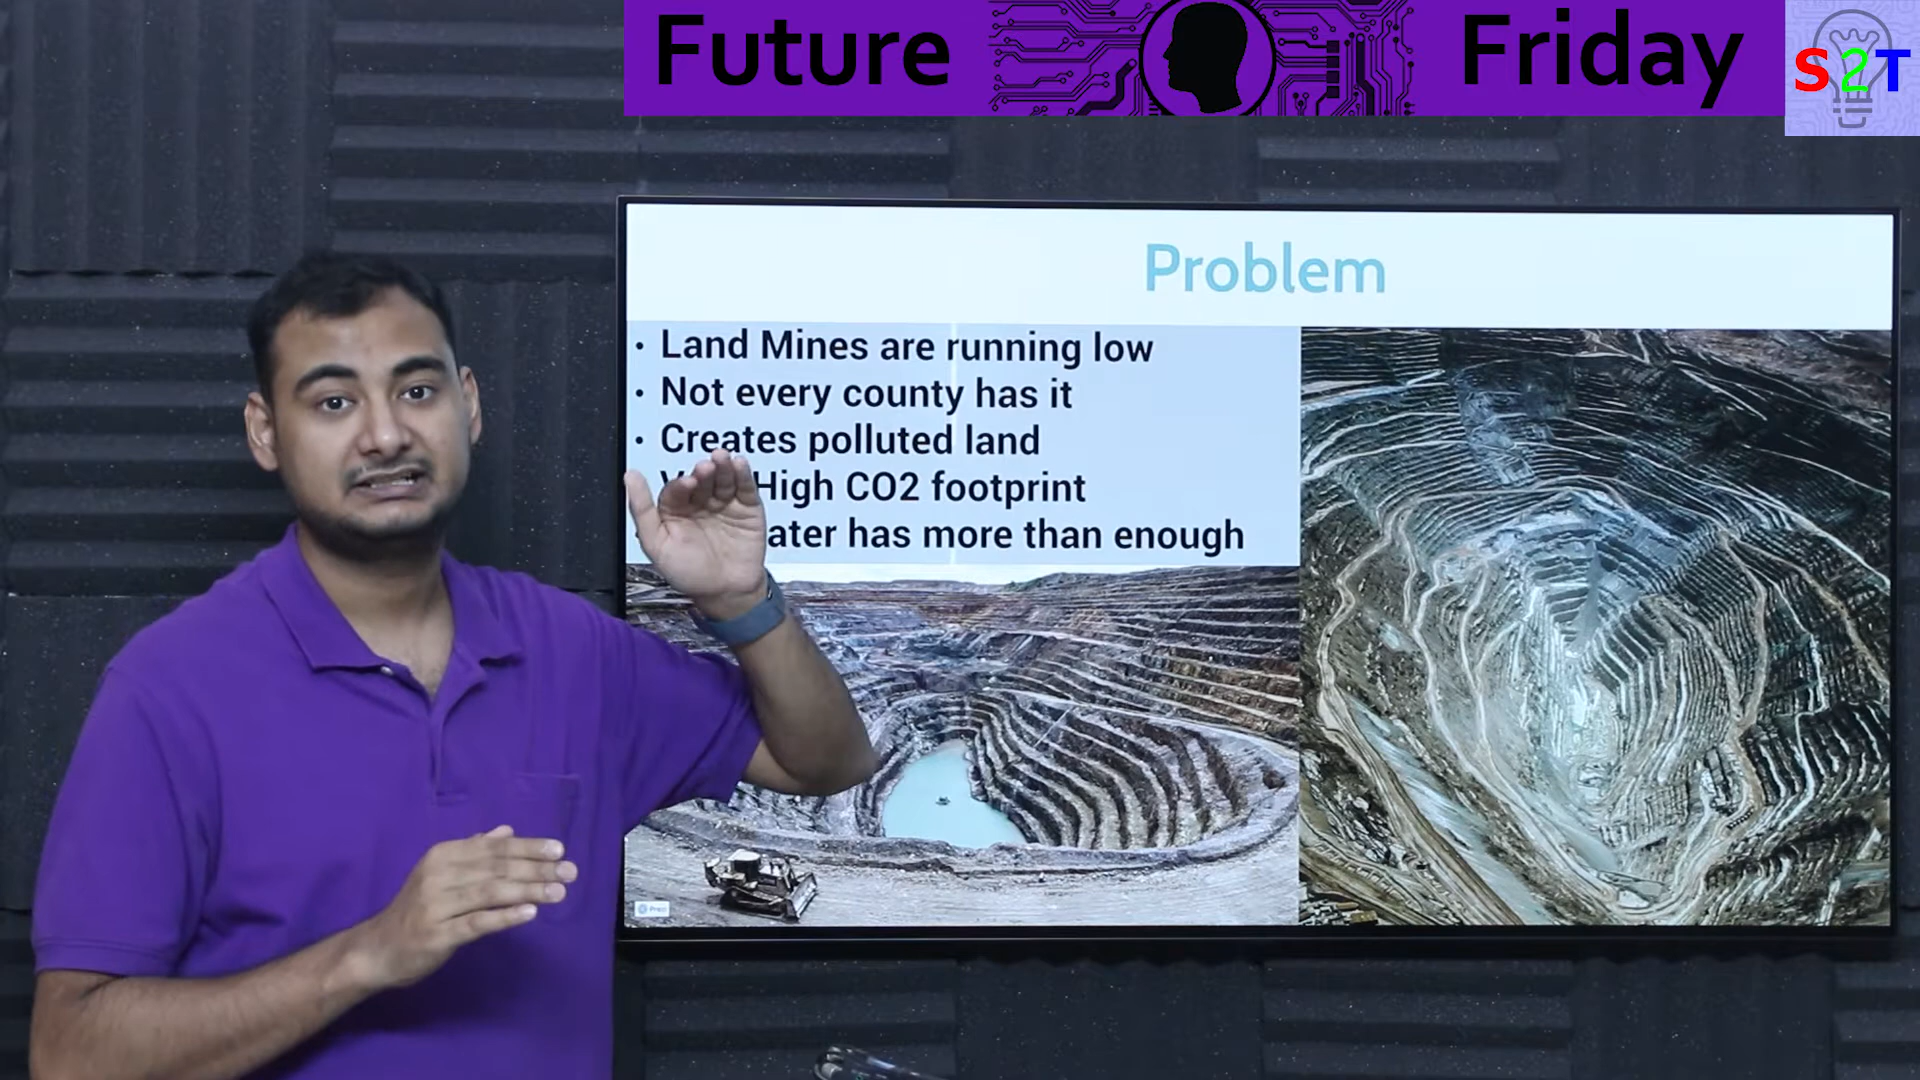 Future Friday
S2T
Problem
• Land Mines are running low
• Not every county has it
• Creates polluted land
High CO2 footprint
ater has more than enough
Prezi